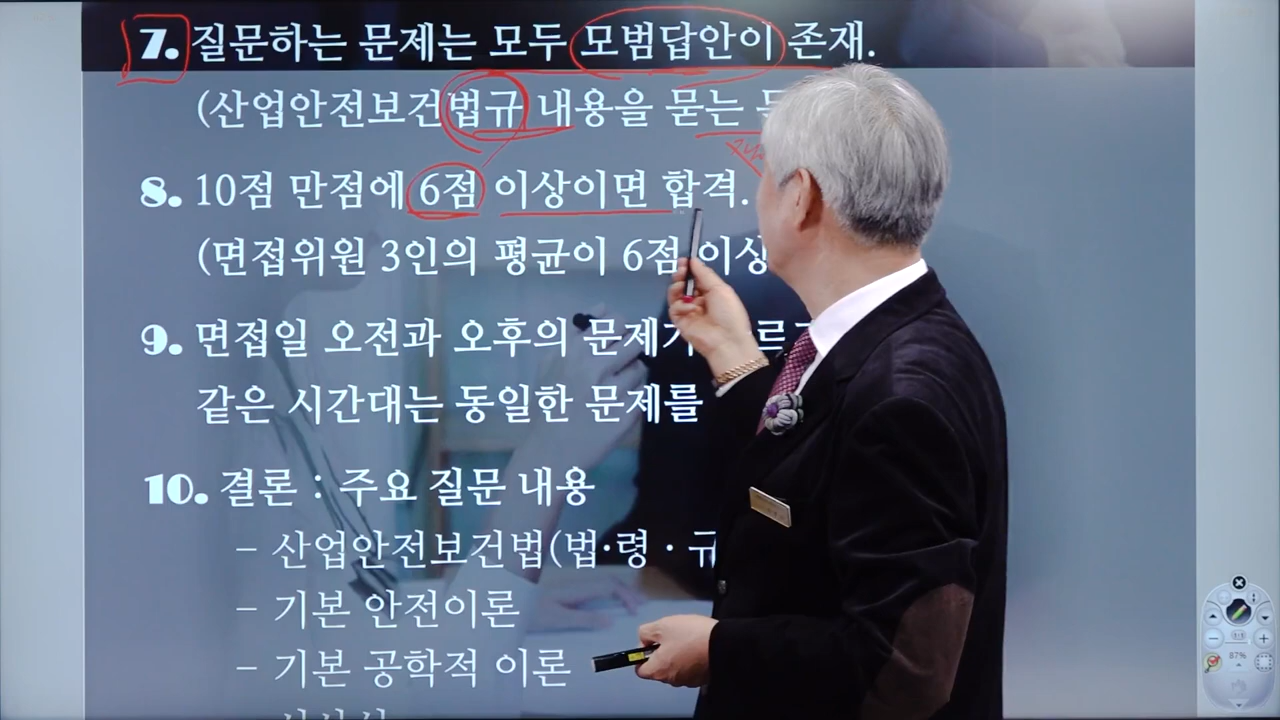 7. 질문하는 문제는 모두 모범답안이 존재.
(산업안전보건법규 내용을 묻는
8. 10점 만점에 6점 이상이면 합격.
(면접위원 3인의 평균이 6점 이상
9. 면접일 오전과 오후의 문제가
같은 시간대는 동일한 문제를
10. 결론 : 주요 질문 내용
- 산업안전보건법(법·령·규
- 기본 안전이론
- 기본 공학적 이론
87%